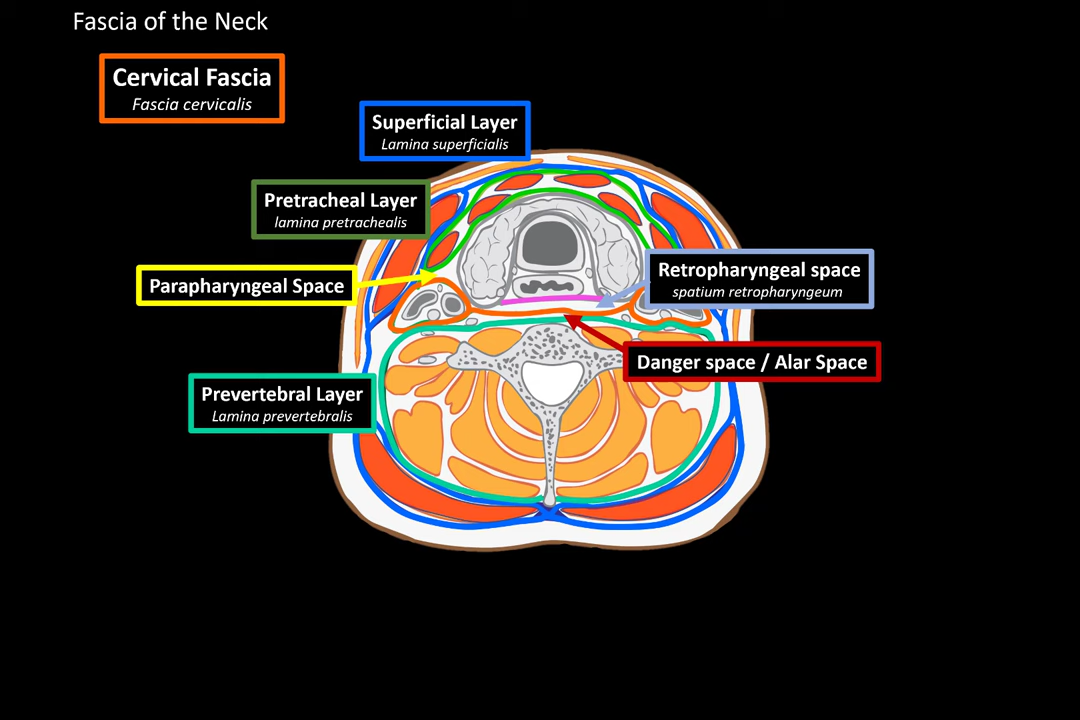 Fascia of the Neck
Cervical Fascia
Fascia cervicalis
Superficial Layer
Lamina superficialis
Pretracheal Layer
lamina pretrachealis
Parapharyngeal Space
Retropharyngeal space
spatium retropharyngeum
Danger space / Alar Space
Prevertebral Layer
Lamina prevertebralis